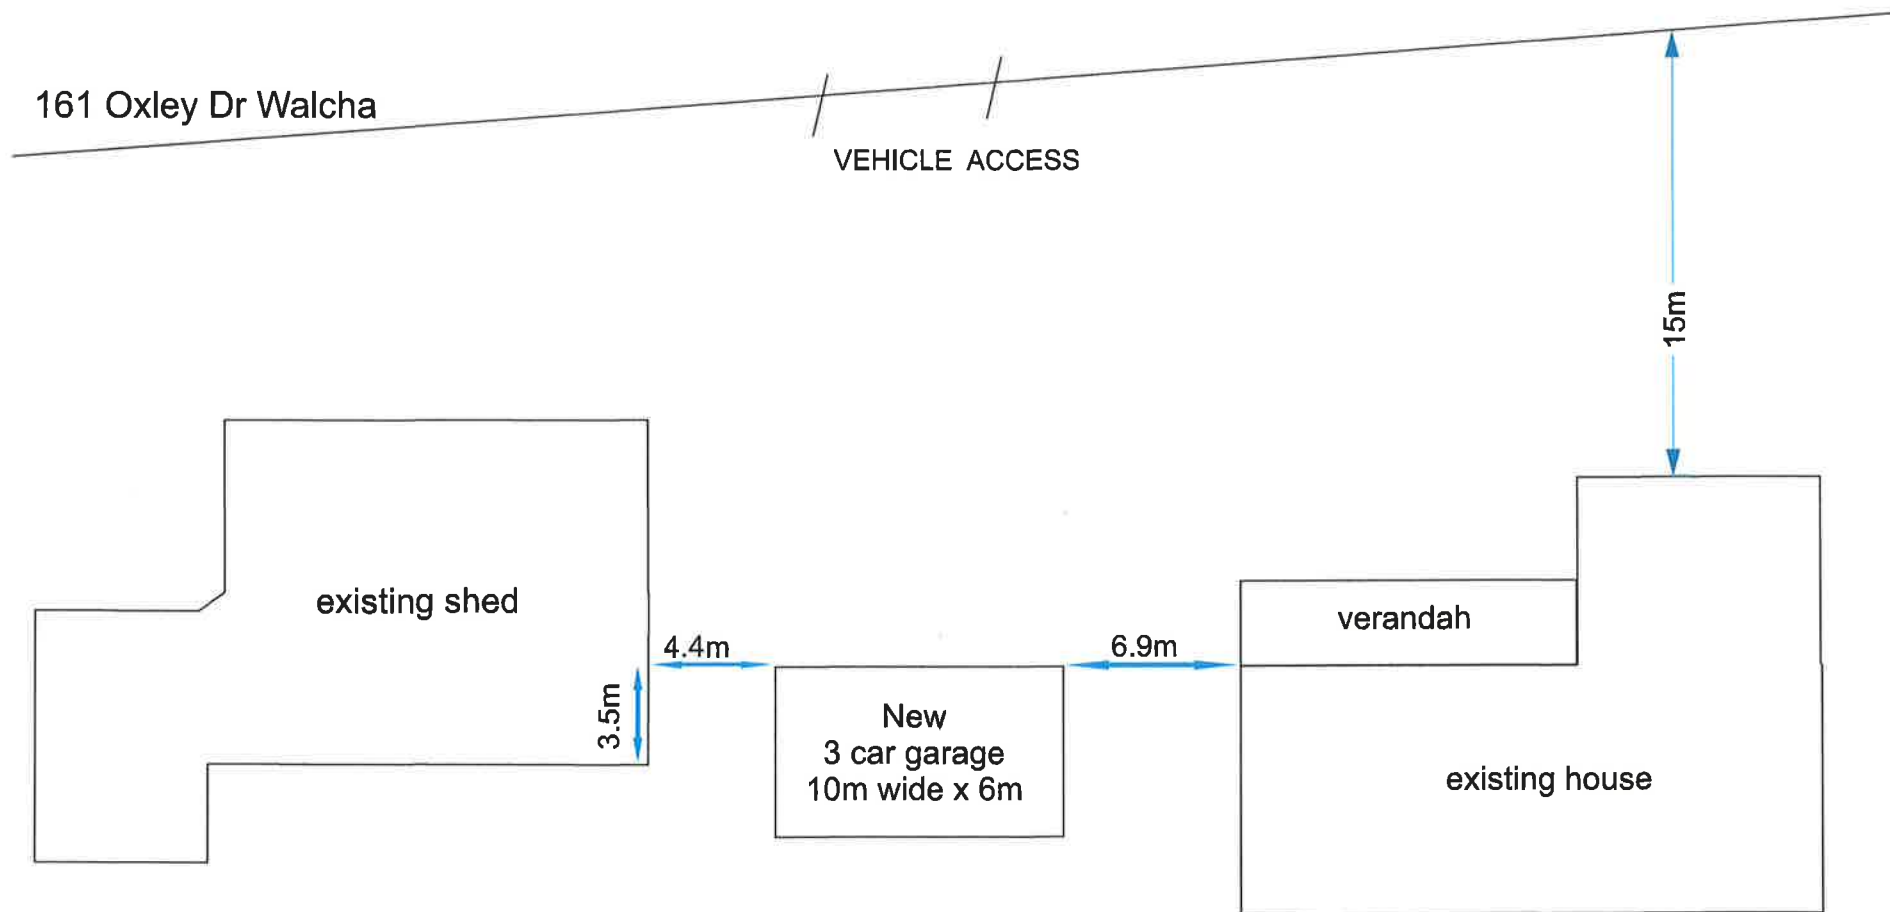 161 Oxley Dr Walcha
VEHICLE ACCESS
15m
existing shed
verandah
4.4m
6.9m
3.5m
New
3 car garage
10m wide x 6m
existing house